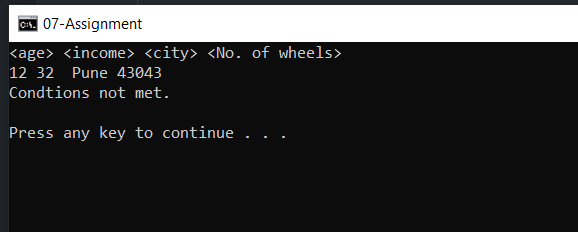 07-Assignment
<age> <income> <city> <No. of wheels>
12 32  Pune 43043
Condtions not met.
Press any key to continue . . .